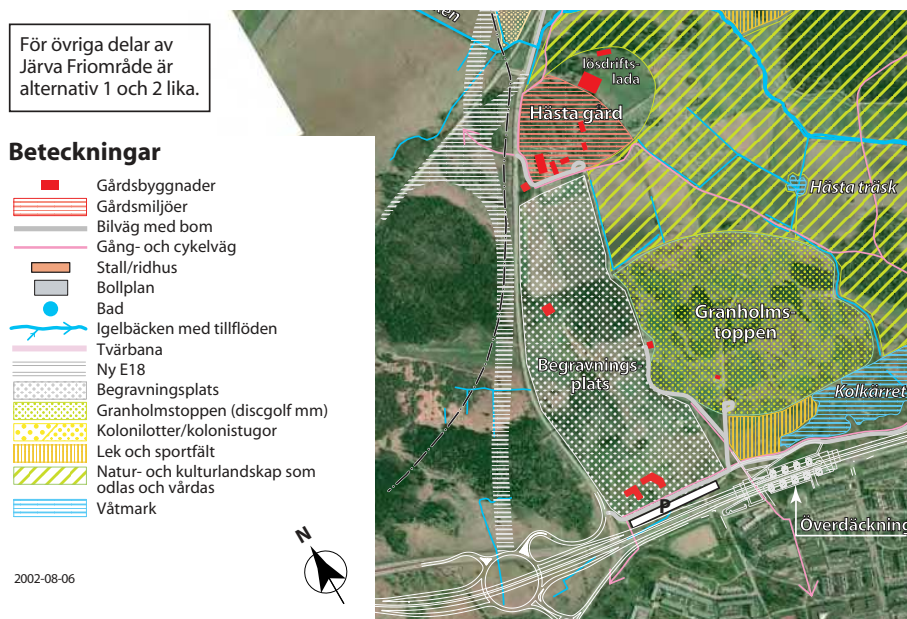 För övriga delar av
Järva Friområde är
alternativ 1 och 2 lika.
Beteckningar
Gårdsbyggnader
Gårdsmiljöer
Bilväg med bom
Gång- och cykelväg
Stall/ridhus
Bollplan
Bad
Igelbäcken med tillflöden
Tvärbana
Ny E18
Begravningsplats
Granholmstoppen (discgolf mm)
Kolonilotter/kolonistugor
Lek och sportfält
Natur- och kulturlandskap som
odlas och vårdas
Våtmark
N
2002-08-06
lösdrifts-
lada
Hästa gård
Hästa träsk
Granholms-
toppen
Begravnings
plats
Kolkärret
P
Överdäckning